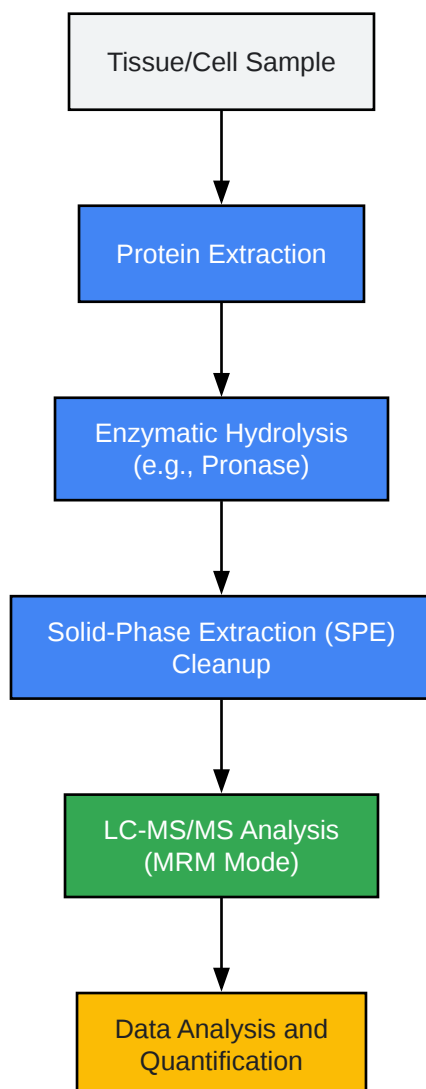 Tissue/Cell Sample
Protein Extraction
Enzymatic Hydrolysis
(e.g., Pronase)
Solid-Phase Extraction (SPE)
Cleanup
LC-MS/MS Analysis
(MRM Mode)
Data Analysis and
Quantification